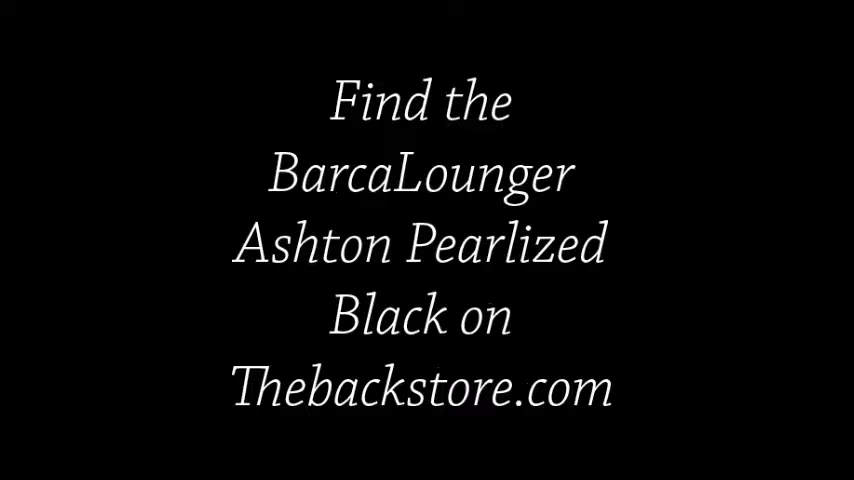 Find the
BarcaLounger
Ashton Pearlized
Black on
Thebackstore.com